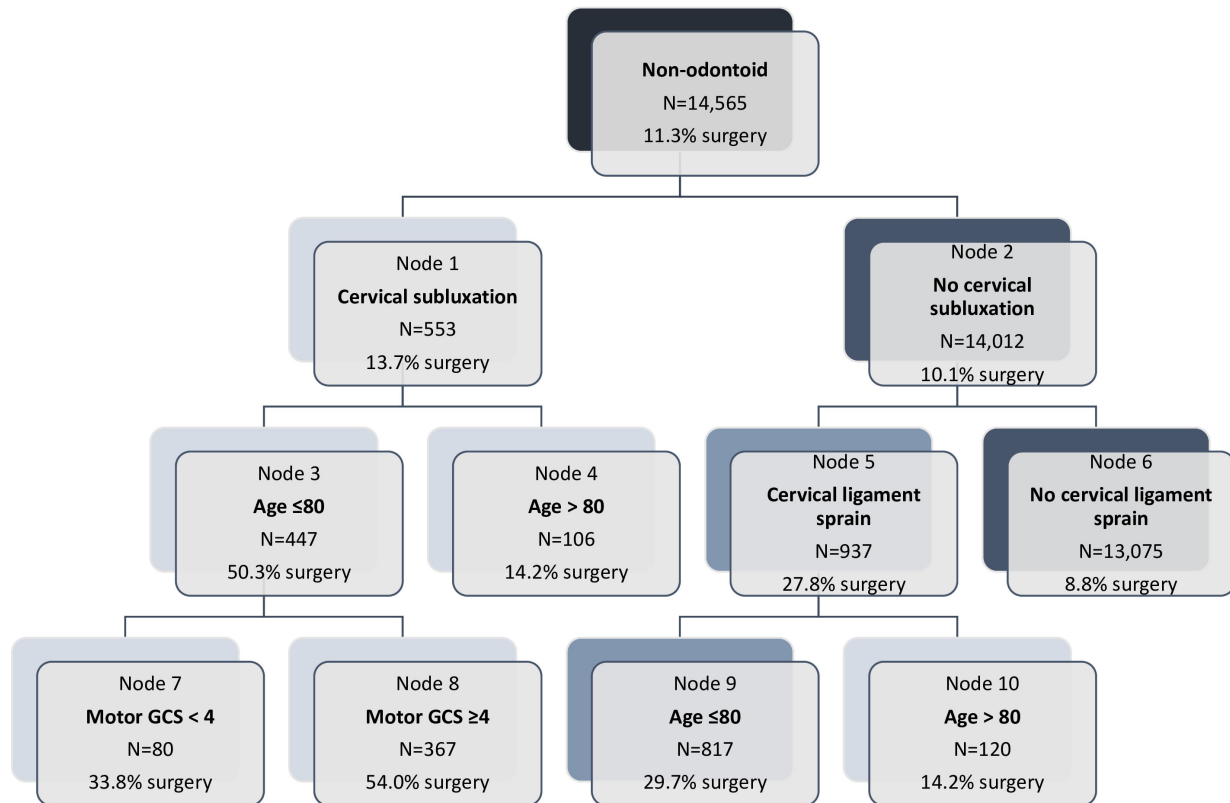 Non-odontoid
N=14,565
11.3% surgery
Node 1
Cervical subluxation
N=553
13.7% surgery
Node 2
No cervical
subluxation
N=14,012
10.1% surgery
Node 3
Age ≤80
N=447
50.3% surgery
Node 4
Age > 80
N=106
14.2% surgery
Node 5
Cervical ligament
sprain
N=937
27.8% surgery
Node 6
No cervical ligament
sprain
N=13,075
8.8% surgery
Node 7
Motor GCS < 4
N=80
33.8% surgery
Node 8
Motor GCS ≥4
N=367
54.0% surgery
Node 9
Age ≤80
N=817
29.7% surgery
Node 10
Age > 80
N=120
14.2% surgery